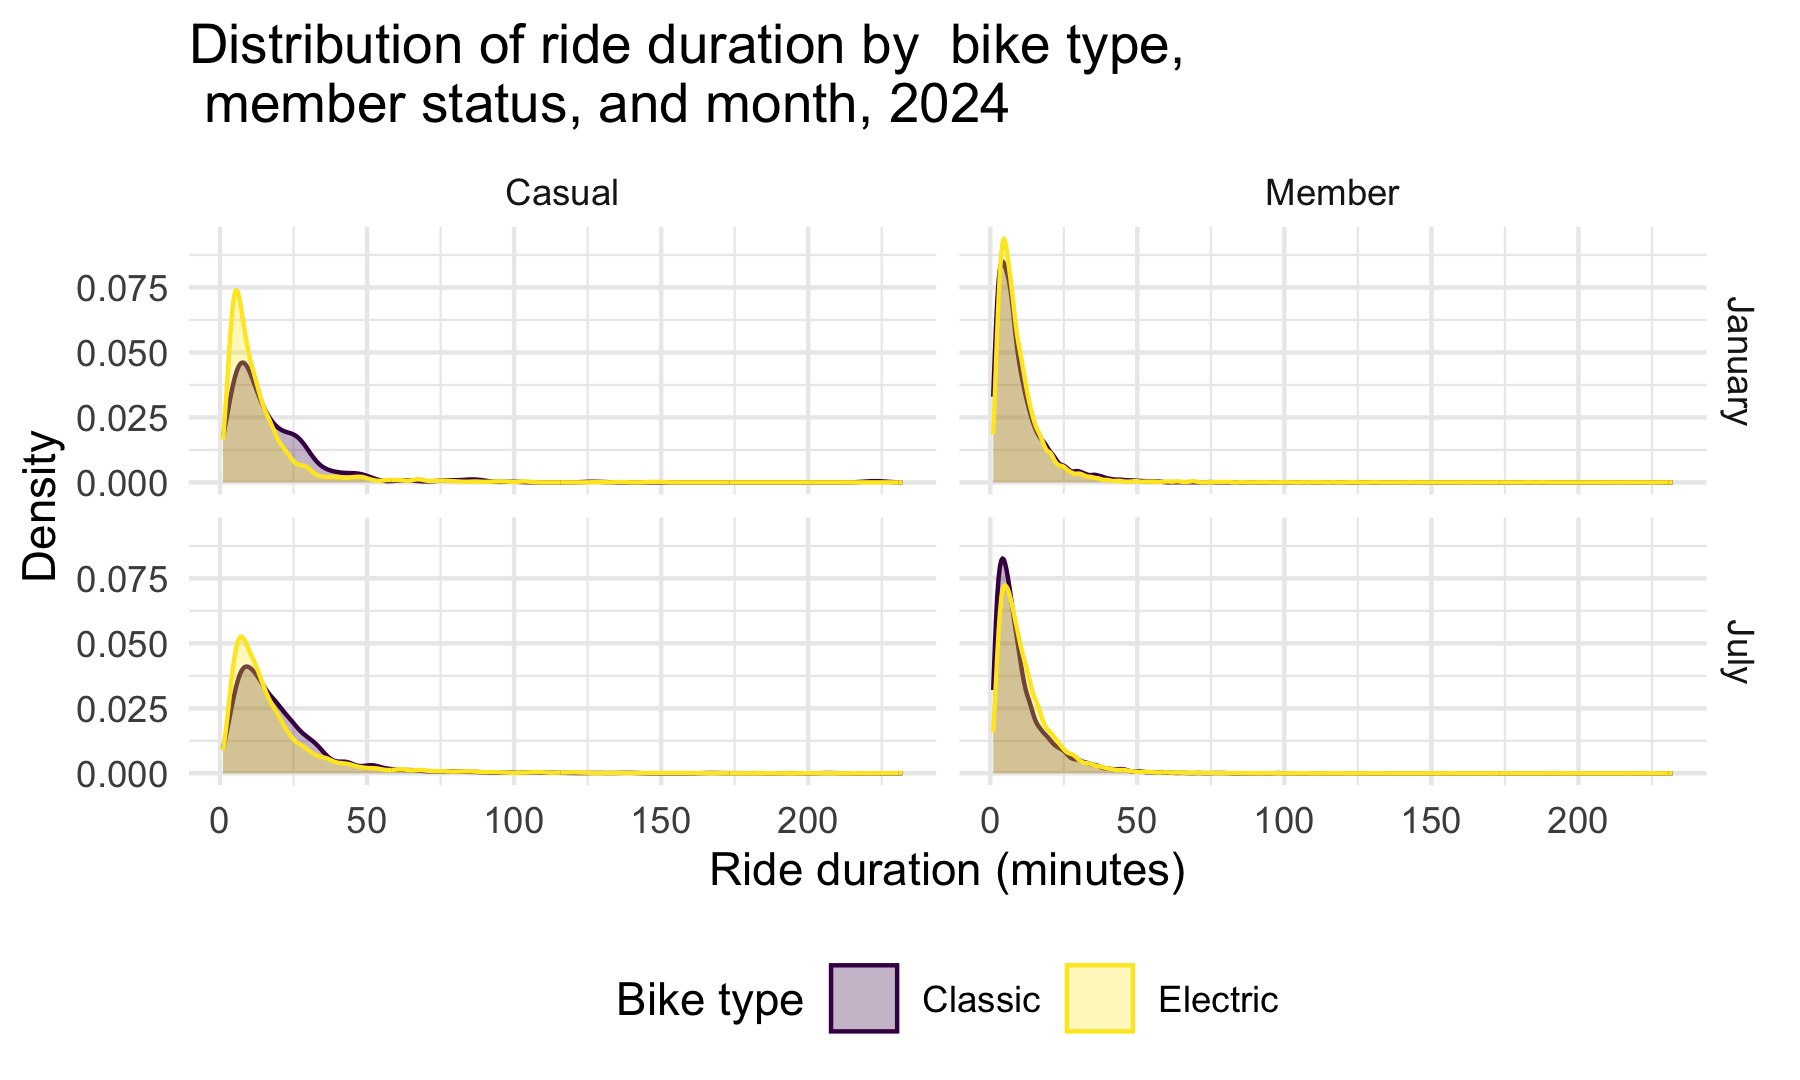 Distribution of ride duration by  bike type,
 member status, and month, 2024
Casual
Member
0.075
0.050
0.025
0.000
January
Density
0.075
0.050
0.025
0.000
July
0 50 100 150 200
0 50 100 150 200
Ride duration (minutes)
Bike type Classic Electric